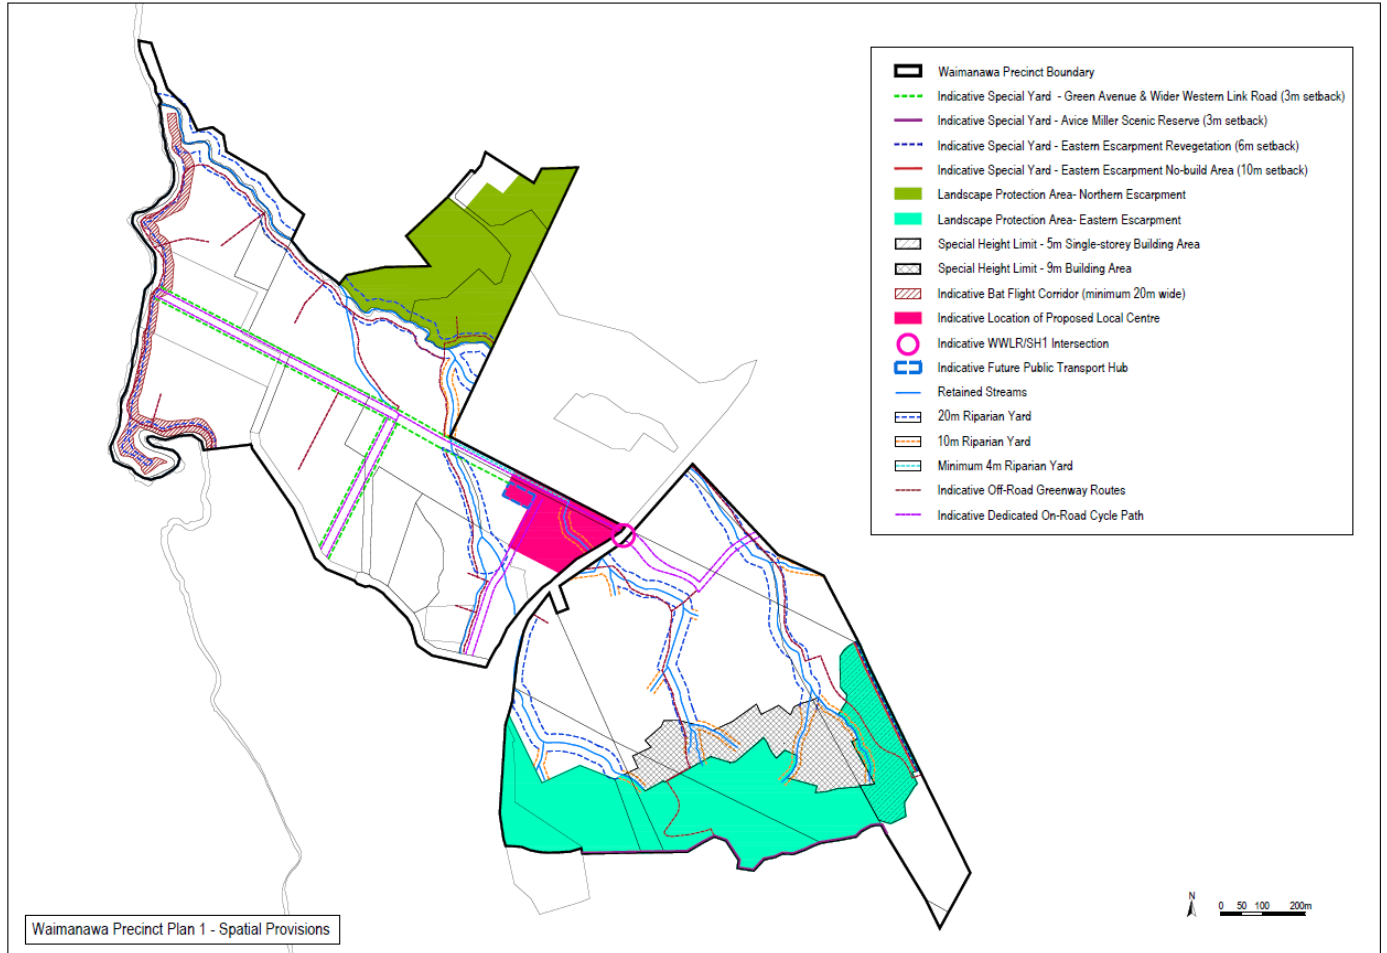 Waimanawa Precinct Boundary
Indicative Special Yard - Green Avenue & Wider Western Link Road (3m setback)
Indicative Special Yard - Avice Miller Scenic Reserve (3m setback)
Indicative Special Yard - Eastern Escarpment Revegetation (6m setback)
Indicative Special Yard - Eastern Escarpment No-build Area (10m setback)
Landscape Protection Area- Northern Escarpment
Landscape Protection Area- Eastern Escarpment
Special Height Limit - 5m Single-storey Building Area
Special Height Limit - 9m Building Area
Indicative Bat Flight Corridor (minimum 20m wide)
Indicative Location of Proposed Local Centre
Indicative WWLR/SH1 Intersection
Indicative Future Public Transport Hub
Retained Streams
20m Riparian Yard
10m Riparian Yard
Minimum 4m Riparian Yard
Indicative Off-Road Greenway Routes
Indicative Dedicated On-Road Cycle Path
N
0 50 100 200m
Waimanawa Precinct Plan 1 - Spatial Provisions